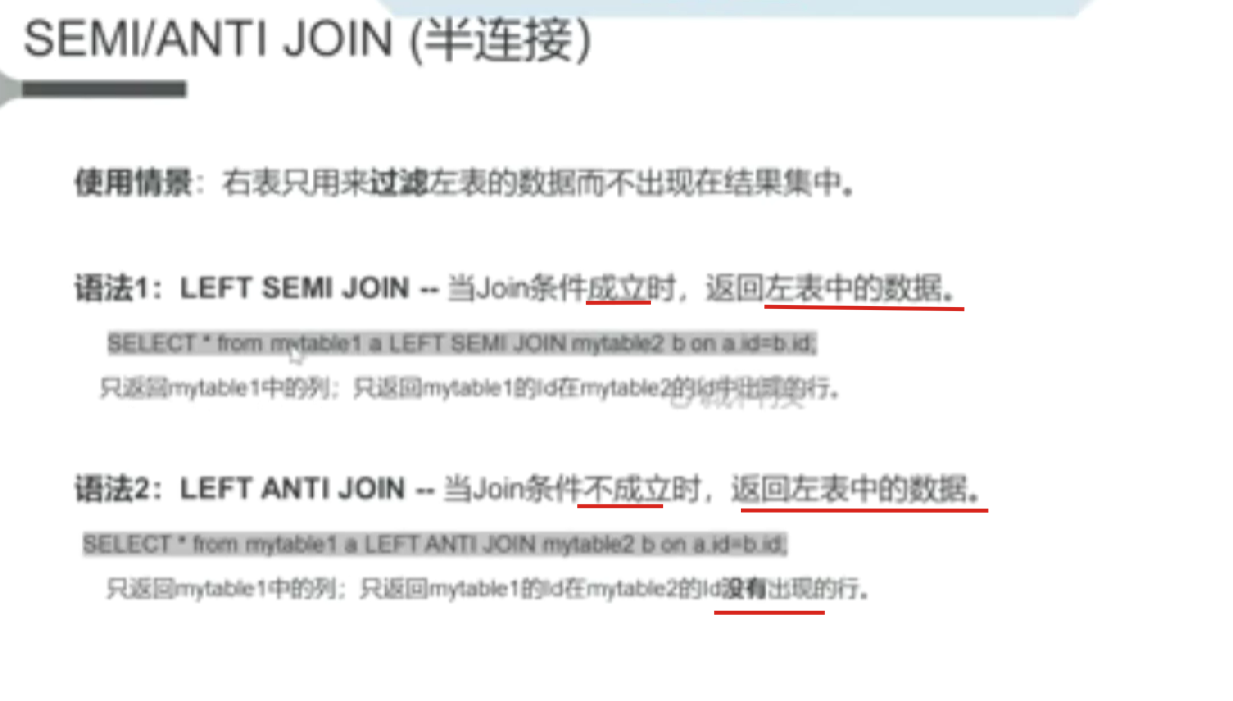 SEMI/ANTI JOIN (半连接)
使用情景：右表只用来过滤左表的数据而不出现在结果集中。
语法1：LEFT SEMI JOIN -- 当Join条件成立时，返回左表中的数据。
SELECT * from mytable1 a LEFT SEMI JOIN mytable2 b on a.id=b.id;
只返回mytable1中的列；只返回mytable1的Id在mytable2的Id中出现的行。
语法2：LEFT ANTI JOIN -- 当Join条件不成立时，返回左表中的数据。
SELECT * from mytable1 a LEFT ANTI JOIN mytable2 b on a.id=b.id;
只返回mytable1中的列；只返回mytable1的Id在mytable2的Id没有出现的行。